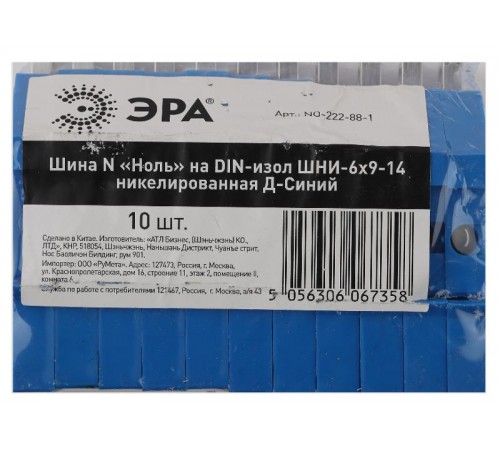 ЭРА®
Арт.: NO-222-88-1
Шина N «Ноль» на DIN-изол ШНИ-6х9-14
никелированная Д-Синий
10 шт.
Сделано в Китае. Изготовитель: «АТЛ Бизнес, (Шэньчжэнь) КО.,
ЛТД», КНР, 518054, Шэньчжэнь, Наньшань Дистрикт, Чуанье стрит,
Нос Баоличэн Билдинг, рум 901.
Импортер: ООО «РуМета». Адрес: 127473, Россия, г. Москва,
ул. Краснопролетарская, дом 16, строение 11, этаж 2, помещение II,
комната
Служба по работе с потребителями 121467, Россия, г. Москва, а/я 43
5 056306 067358